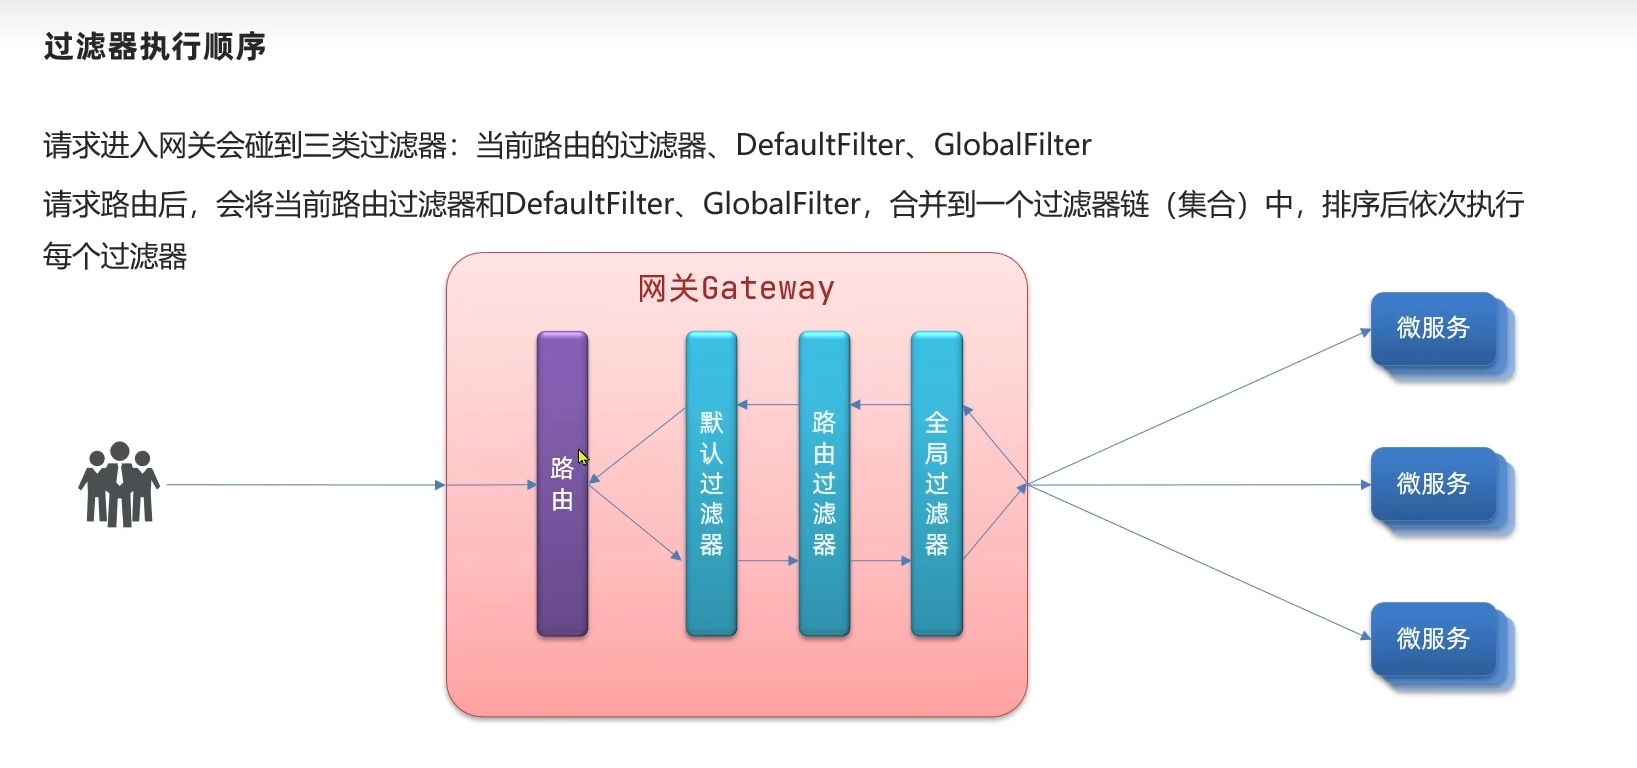 过滤器执行顺序
请求进入网关会碰到三类过滤器：当前路由的过滤器、DefaultFilter、GlobalFilter
请求路由后，会将当前路由过滤器和DefaultFilter、GlobalFilter，合并到一个过滤器链（集合）中，排序后依次执行
每个过滤器
网关Gateway
路由
默认过滤器
路由过滤器
全局过滤器
微服务
微服务
微服务